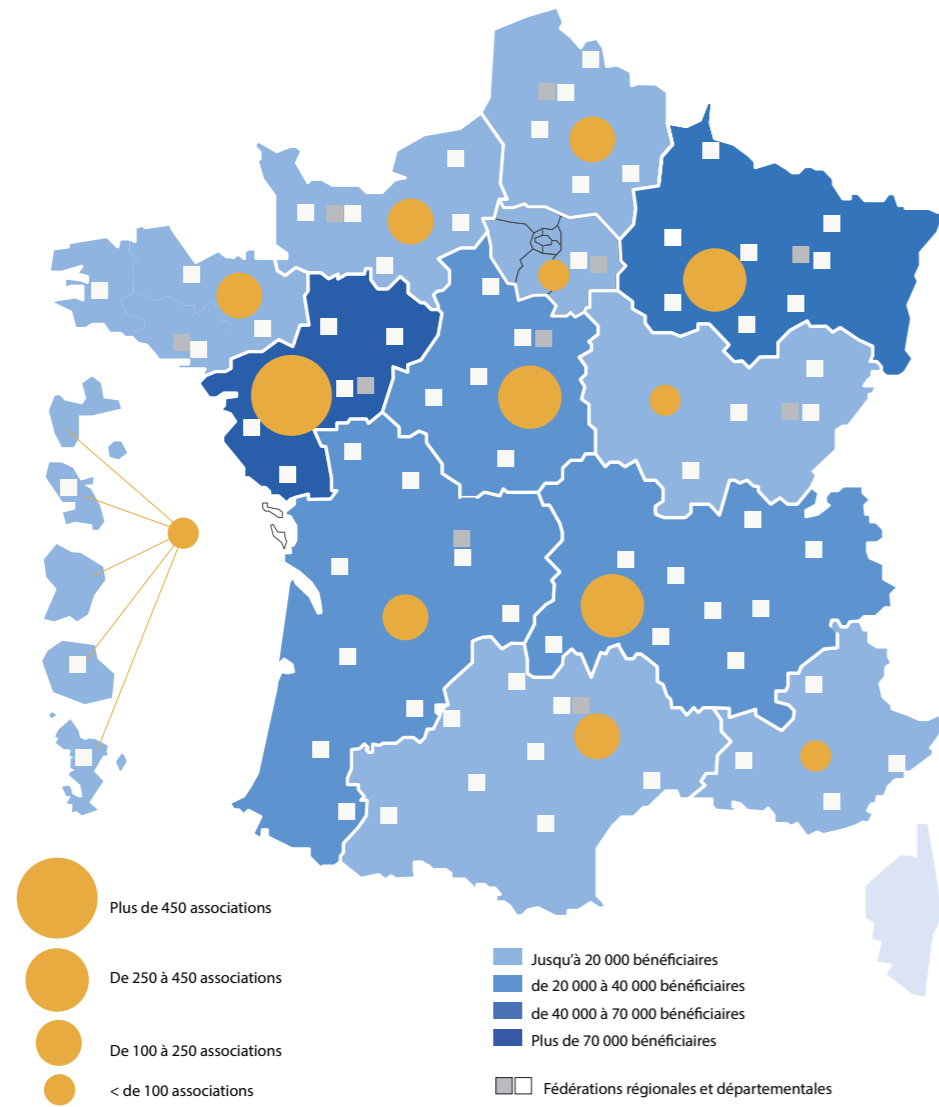 Plus de 450 associations
De 250 à 450 associations
De 100 à 250 associations
< de 100 associations
Jusqu'à 20 000 bénéficiaires
de 20 000 à 40 000 bénéficiaires
de 40 000 à 70 000 bénéficiaires
Plus de 70 000 bénéficiaires
Fédérations régionales et départementales